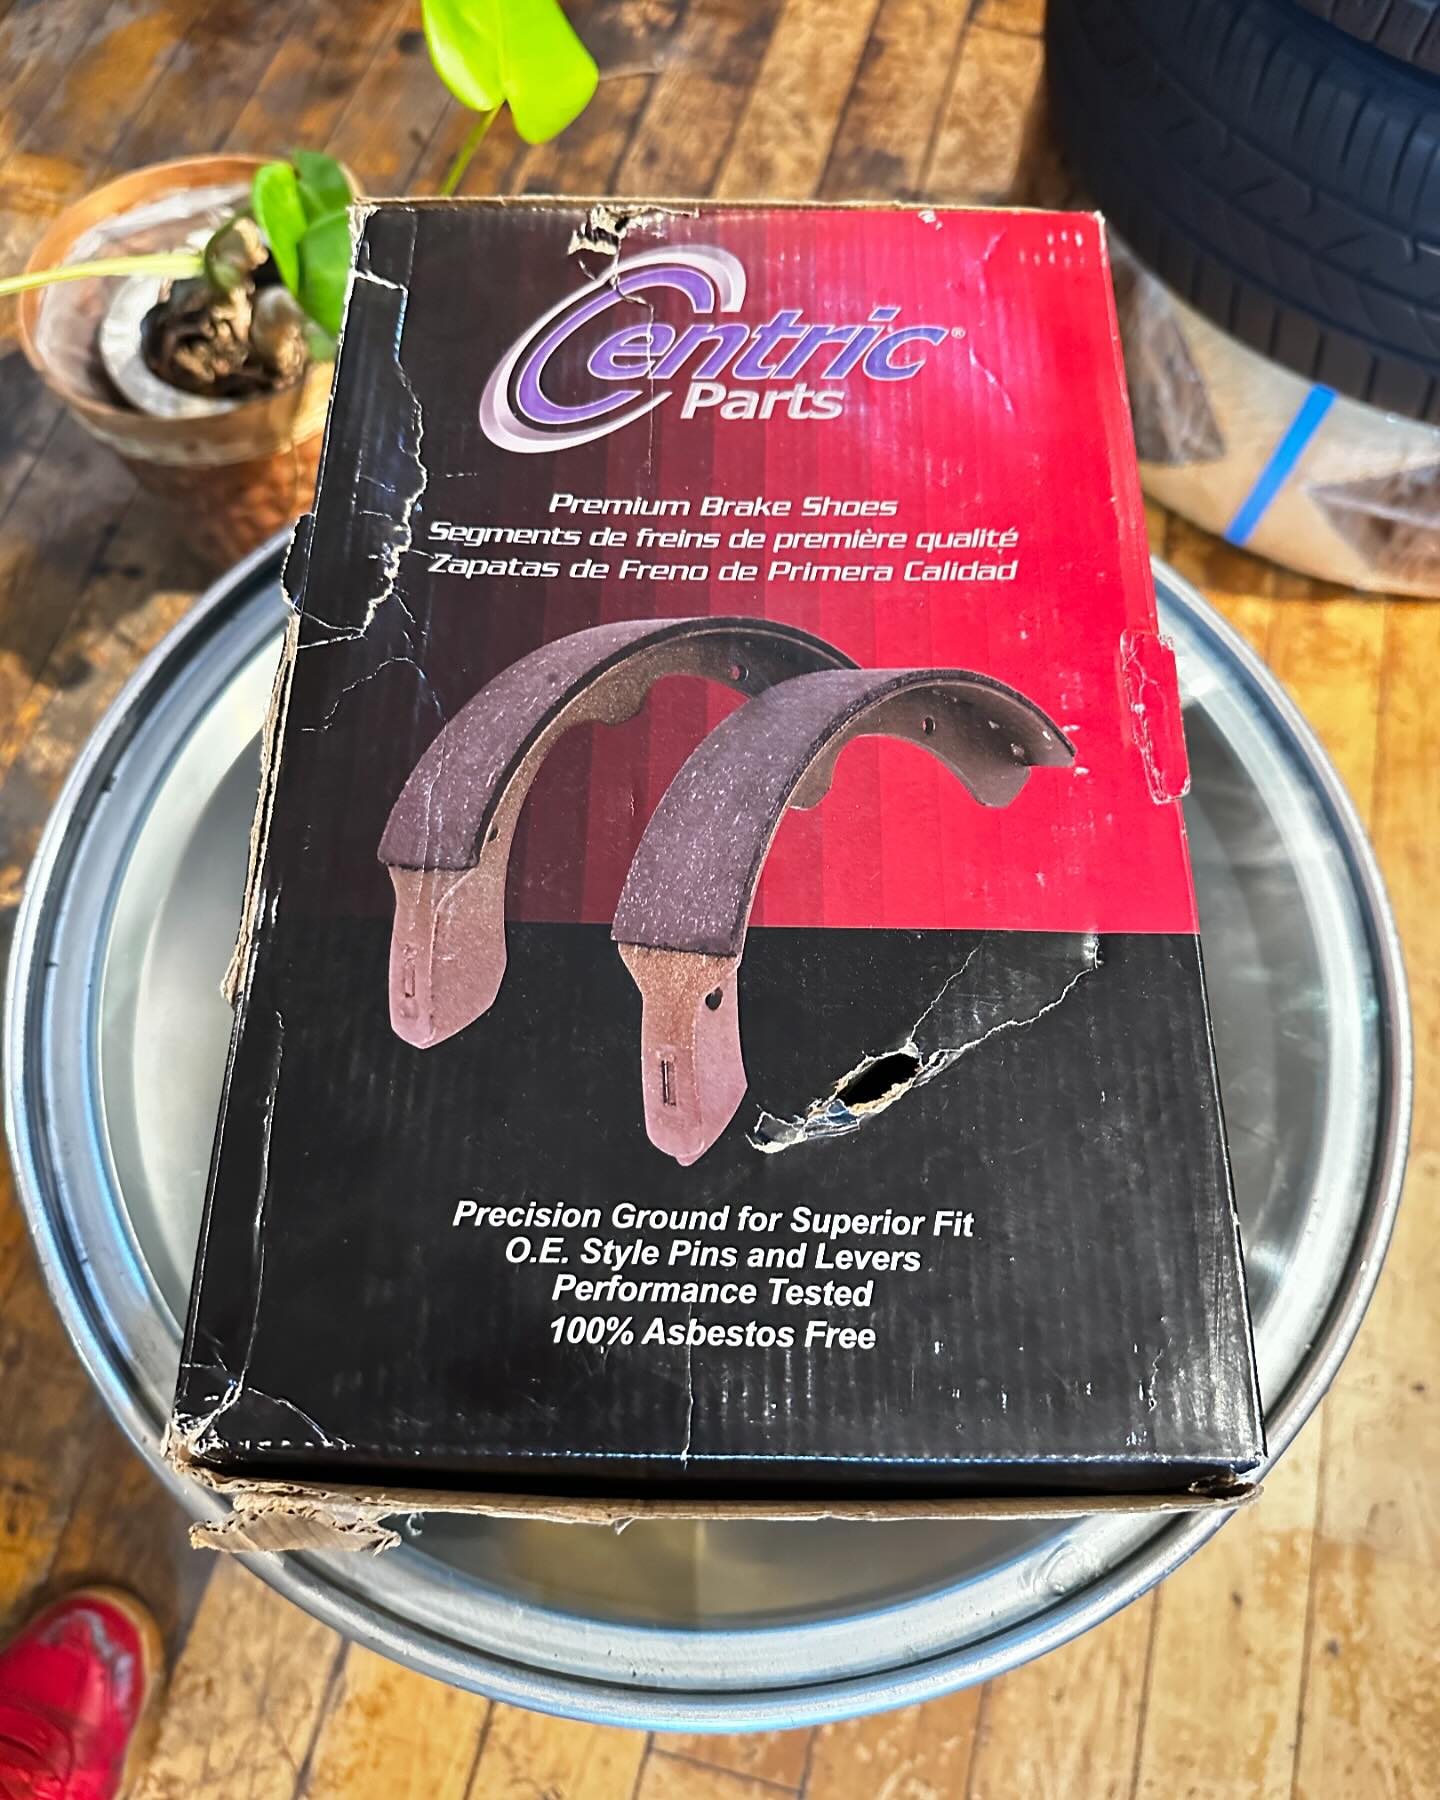 Centric®
Parts
Premium Brake Shoes
Segments de freins de première qualité
Zapatas de Freno de Primera Calidad
Precision Ground for Superior Fit
O.E. Style Pins and Levers
Performance Tested
100% Asbestos Free